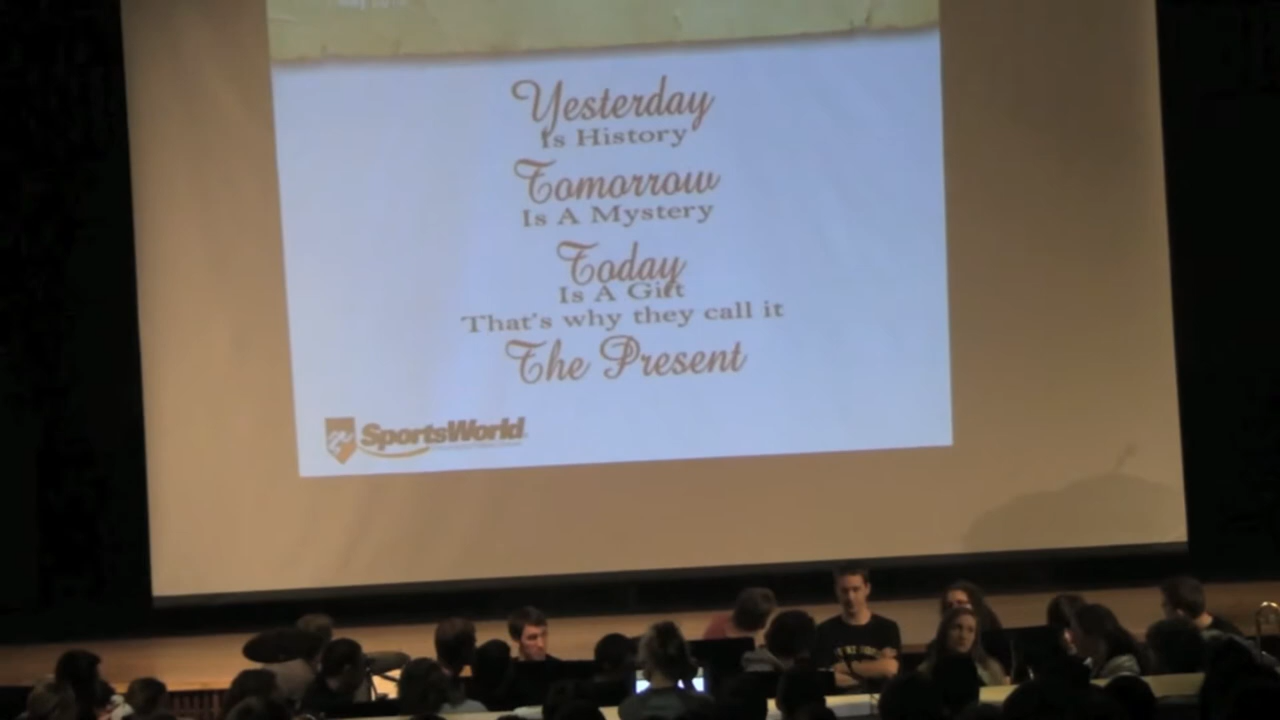 Yesterday
Is History
Tomorrow
Is A Mystery
Today
Is A Gift
That's why they call it
The Present
SportsWorld